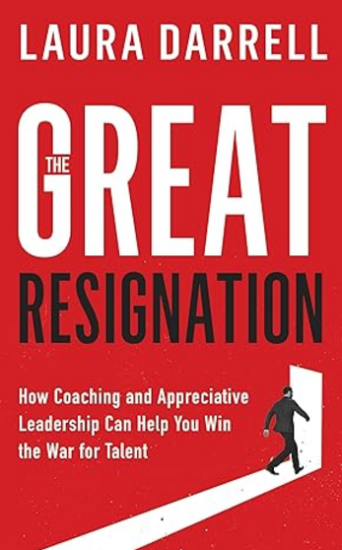 LAURA DARRELL
THE
GREAT
RESIGNATION
How Coaching and Appreciative
Leadership Can Help You Win
the War for Talent